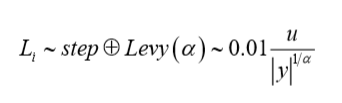 L_i ~ step ⊕ Levy(α) ~ 0.01 u / |y|^{1/α}